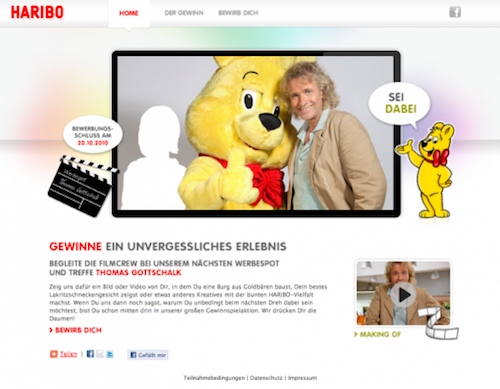 HARIBO
HOME
DER GEWINN
BEWIRB DICH
f
SEI
DABEI
BEWERBUNGS-
SCHLUSS AM
20.10.2010
Werbespot
Thomas Gottschalk
GEWINNE EIN UNVERGESSLICHES ERLEBNIS
BEGLEITE DIE FILMCREW BEI UNSEREM NÄCHSTEN WERBESPOT
UND TREFFE THOMAS GOTTSCHALK
Zeig uns dafür ein Bild oder Video von Dir, in dem Du eine Burg aus Goldbären baust, Dein bestes
Lakritzschneckengesicht zeigst oder etwas anderes Kreatives mit der bunten HARIBO-Vielfalt
machst. Wenn Du uns dann noch sagst, warum Du unbedingt beim nächsten Dreh dabei sein
möchtest, bist Du schon mitten drin in unserer großen Gewinnspielaktion. Wir drücken Dir die
Daumen!
BEWIRB DICH
MAKING OF
Teilen | Gefällt mir
Teilnahmebedingungen | Datenschutz | Impressum